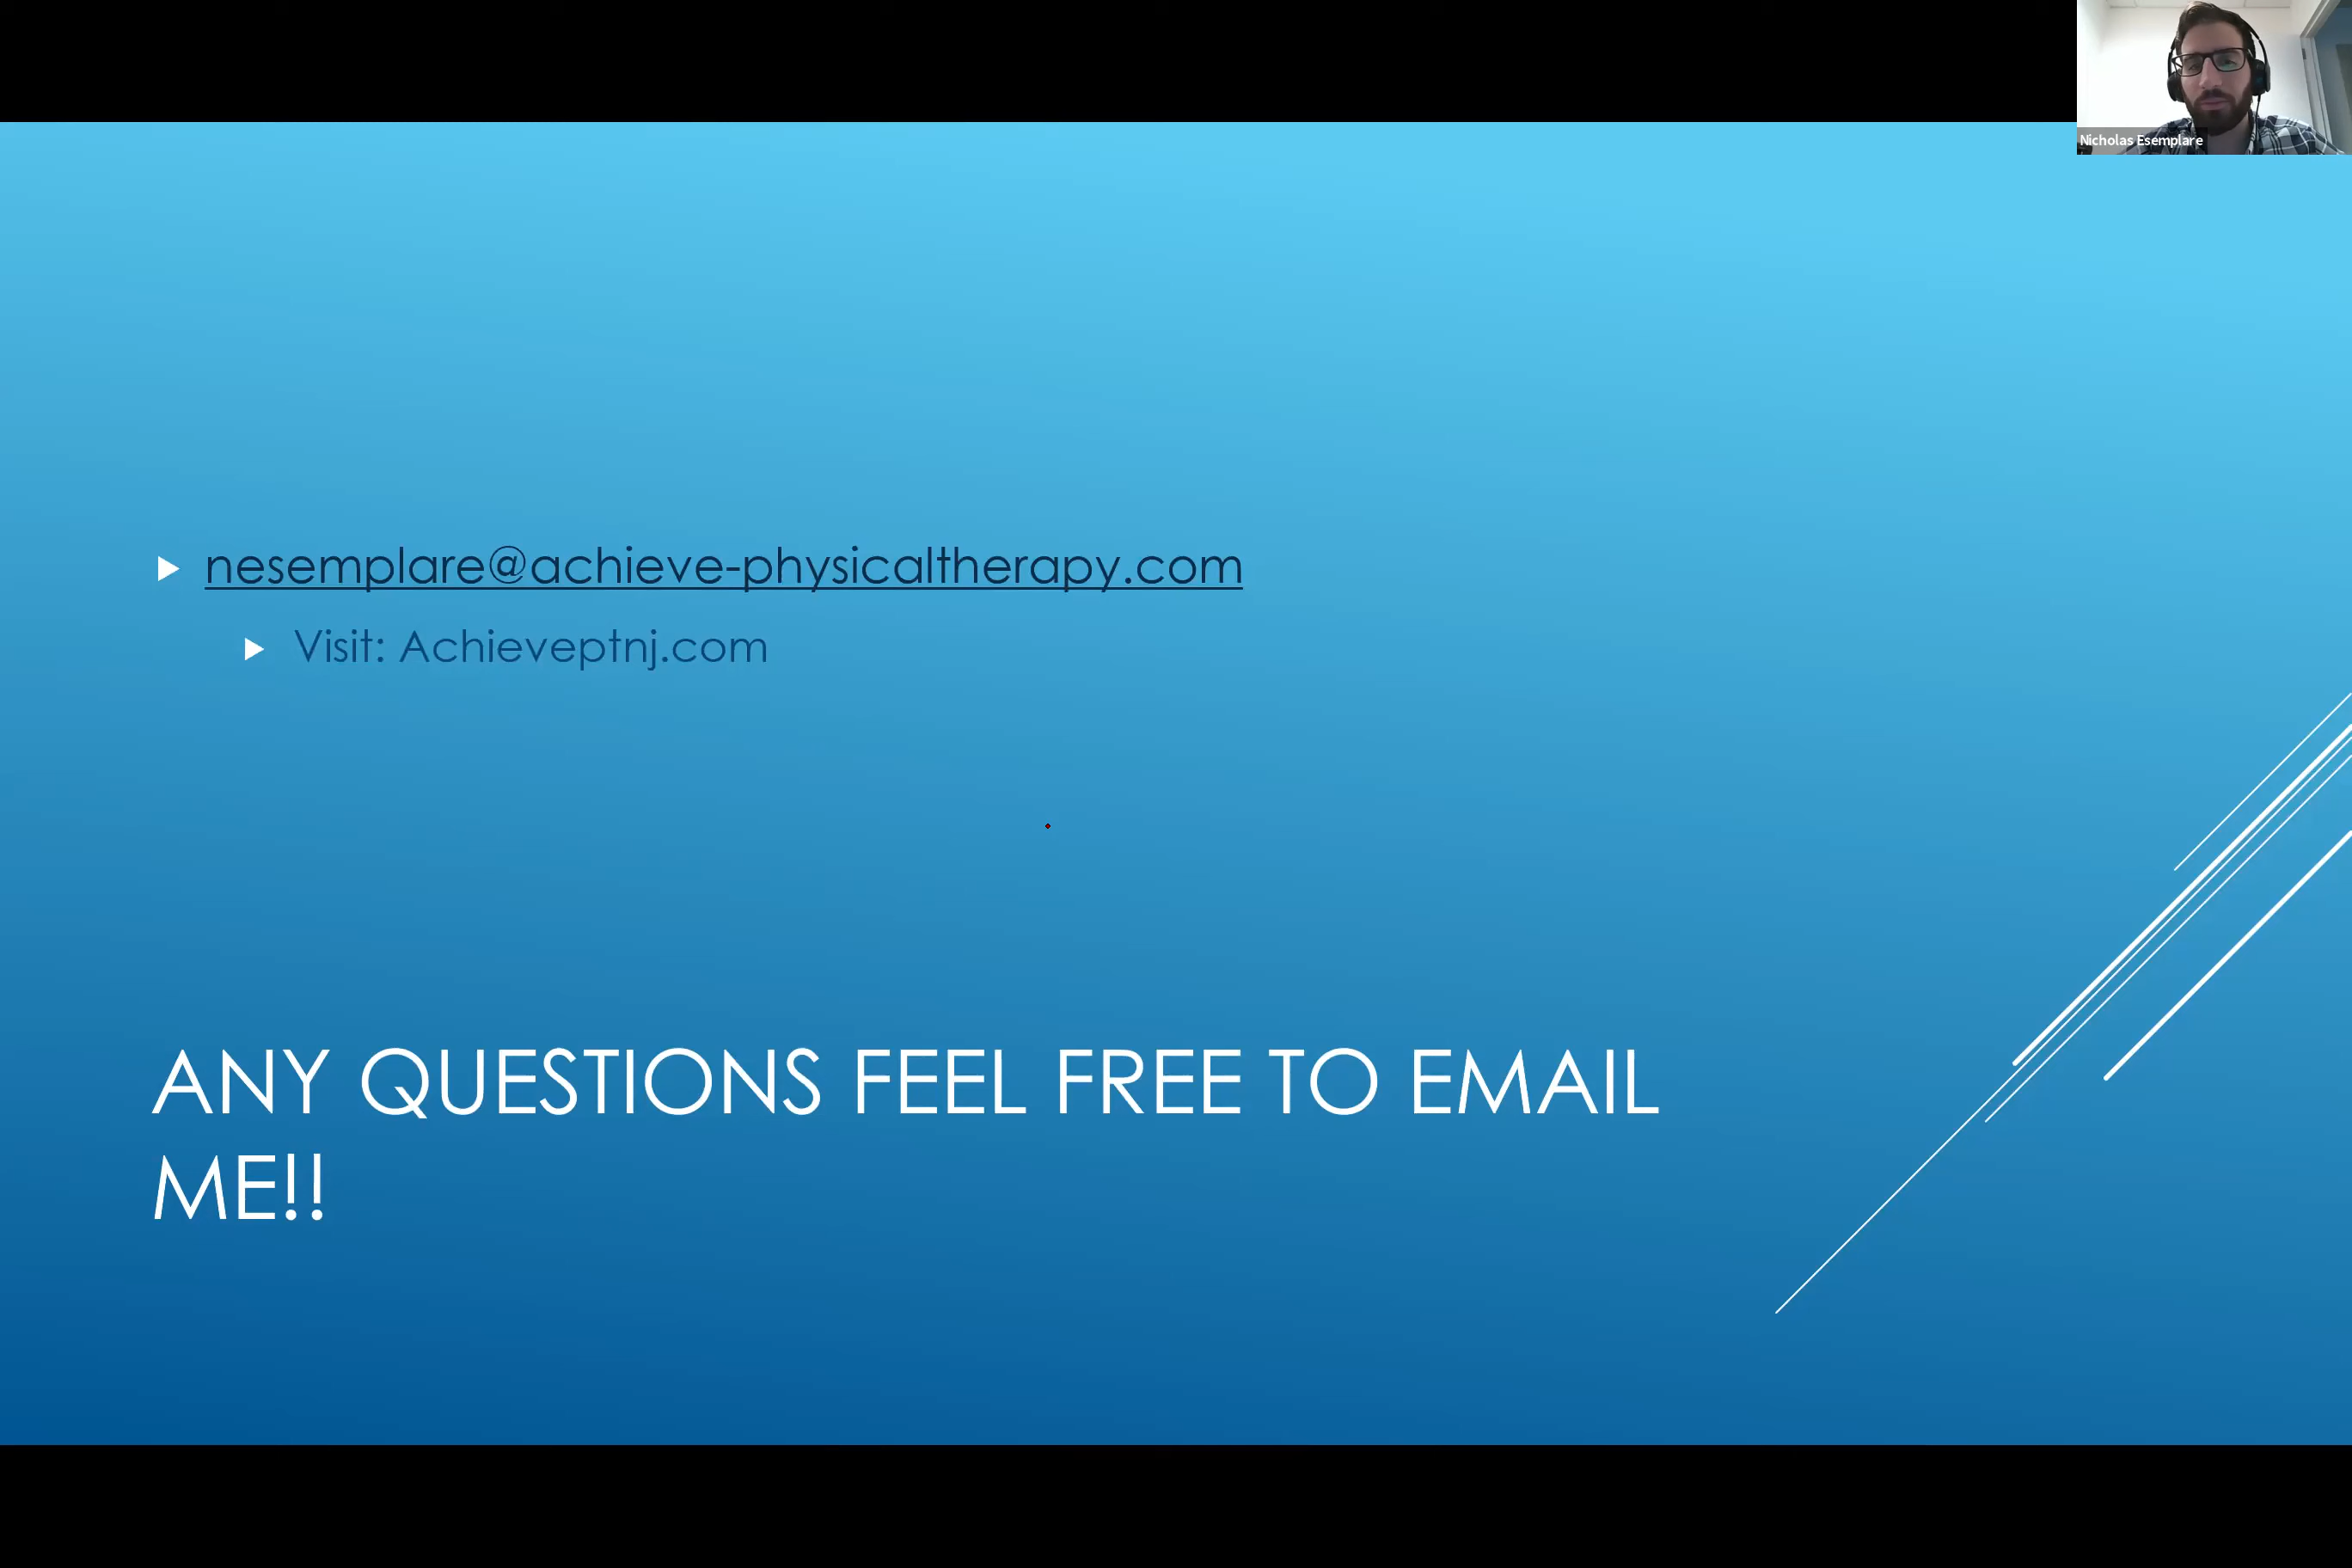 Nicholas Esemplare
nesemplare@achieve-physicaltherapy.com
Visit: Achieveptnj.com
ANY QUESTIONS FEEL FREE TO EMAIL
ME!!